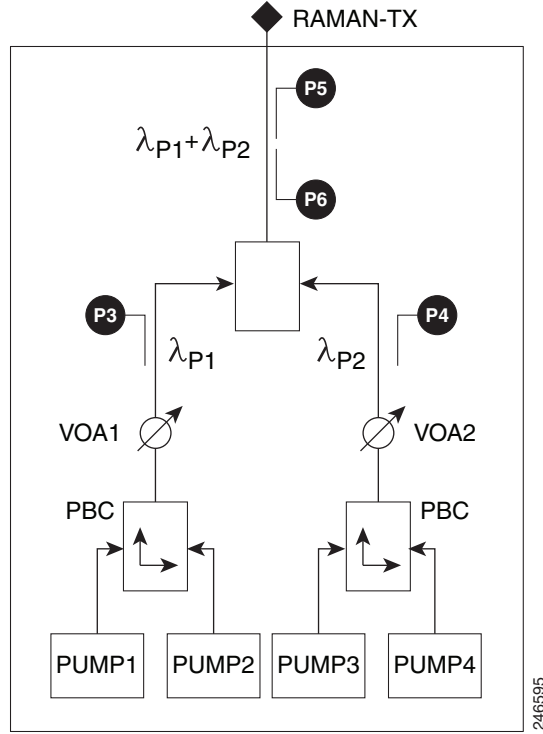 RAMAN-TX
P5
λP1+λP2
P6
P3
P4
λP1
λP2
VOA1
VOA2
PBC
PBC
PUMP1
PUMP2
PUMP3
PUMP4
246595